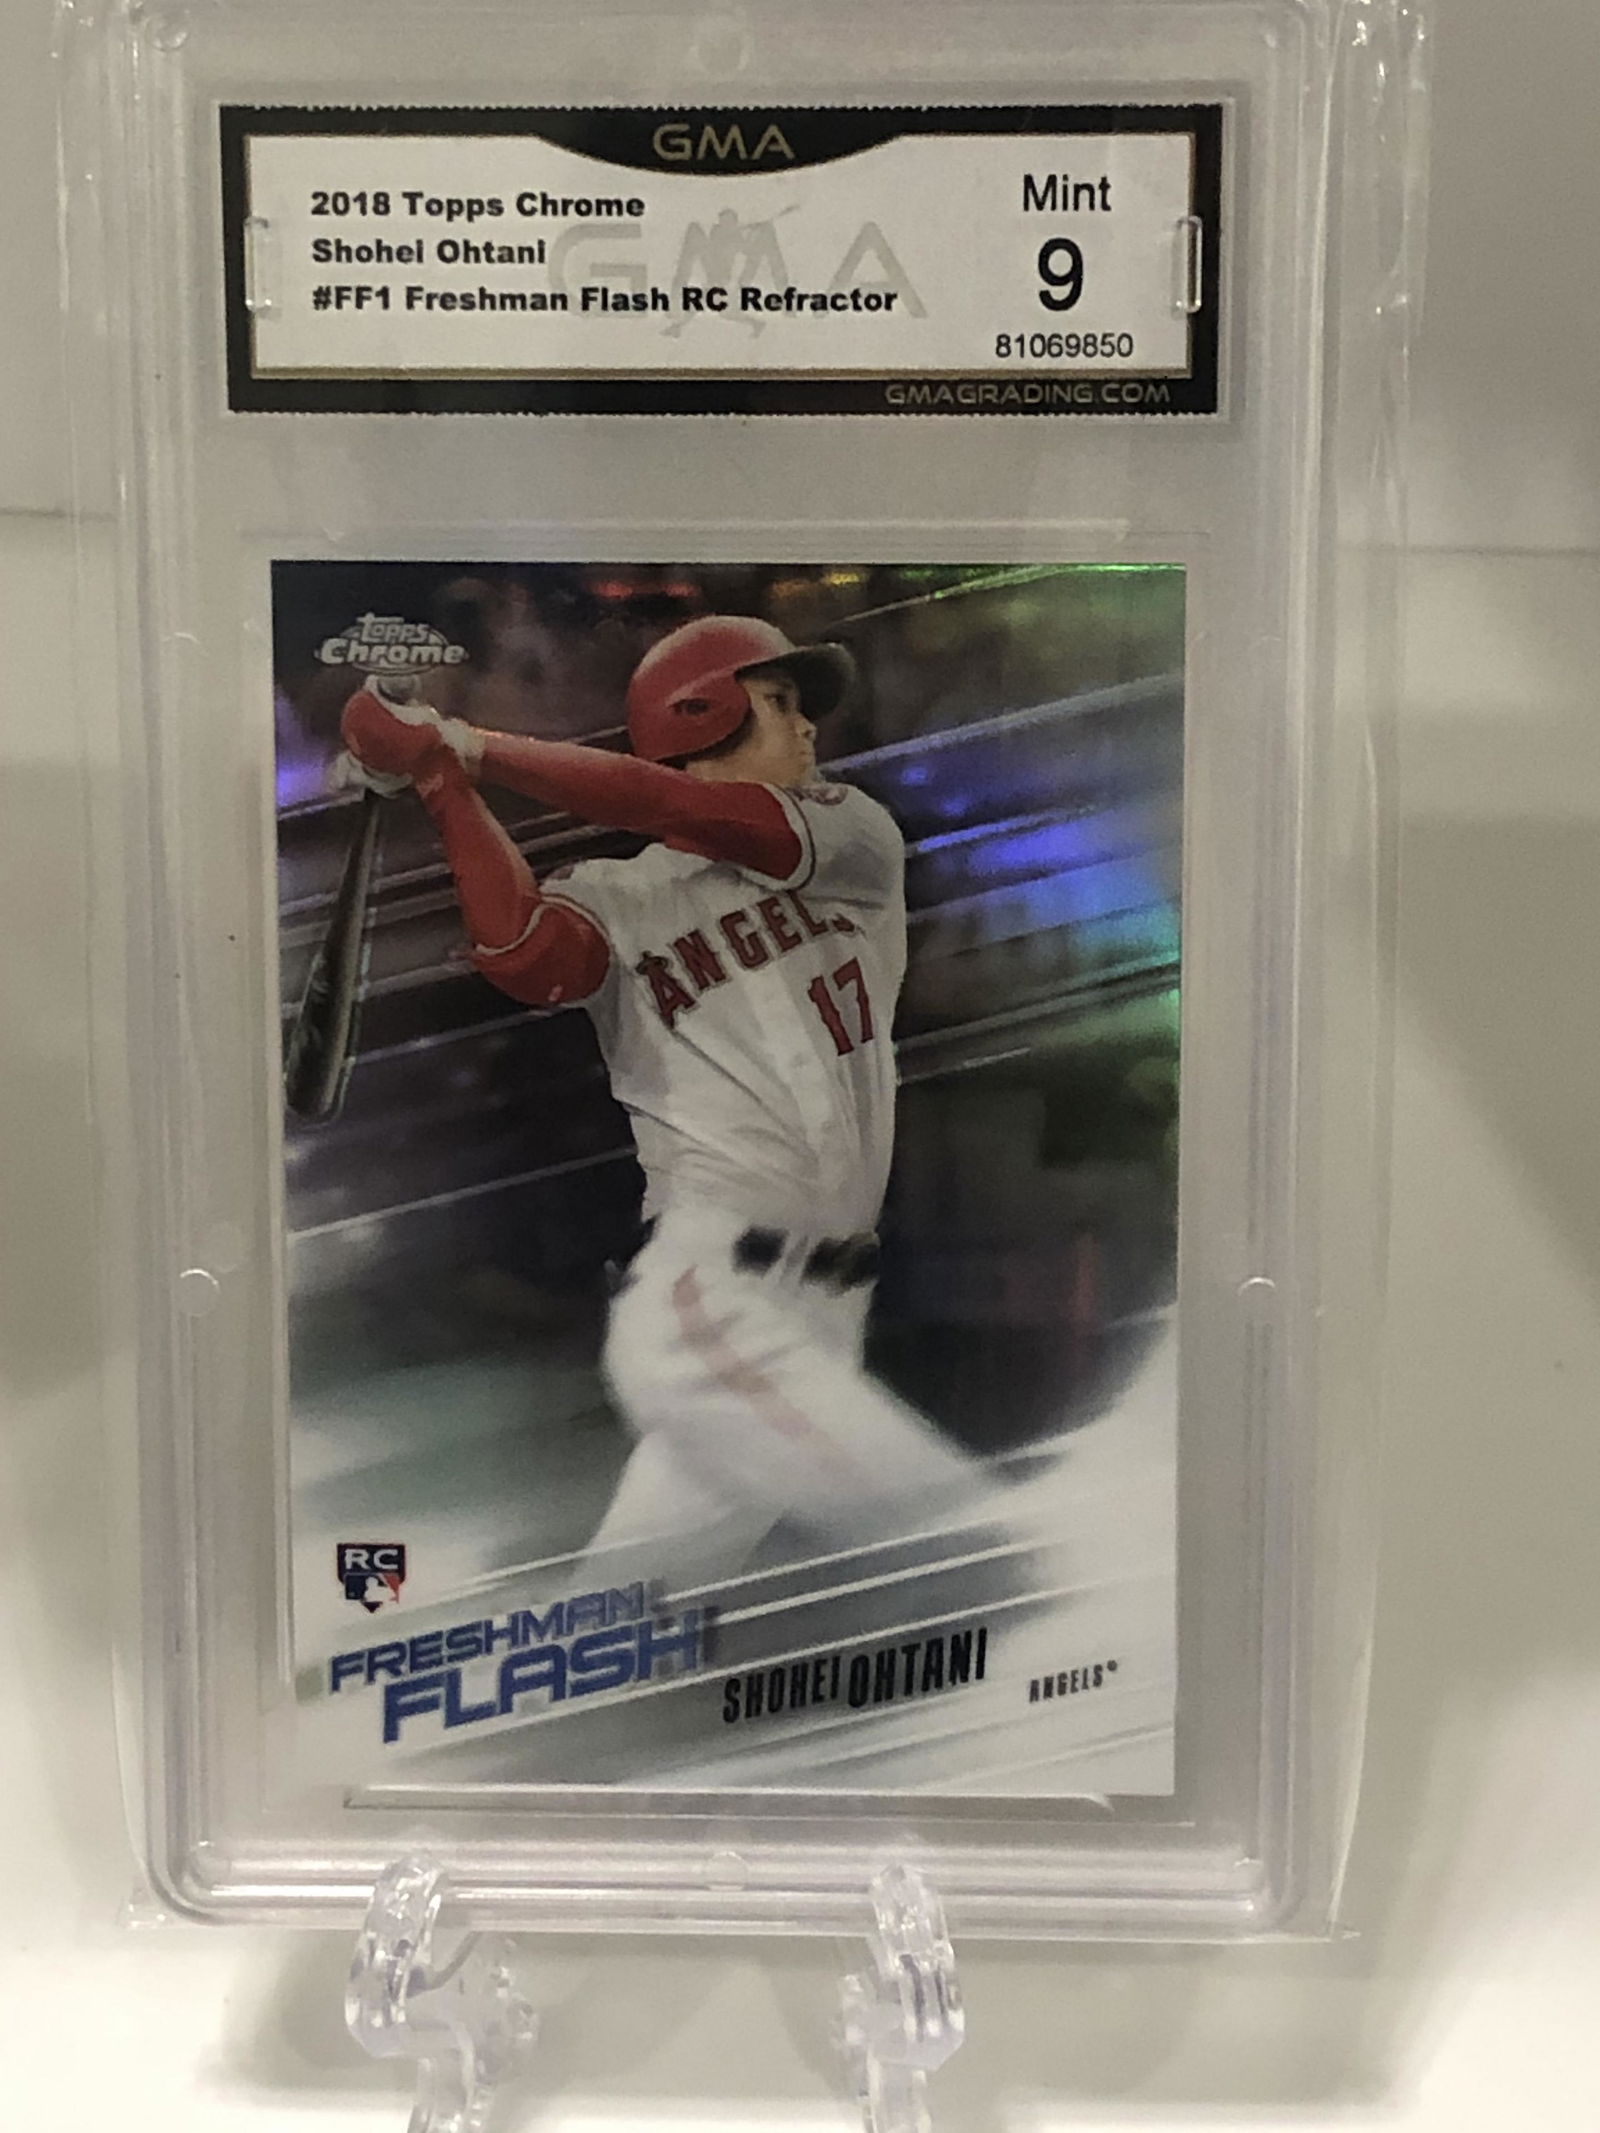 GMA
2018 Topps Chrome
Shohei Ohtani
#FF1 Freshman Flash RC Refractor
GMA
Mint
9
81069850
GMAGRADING.COM
Topps
Chrome
ANGELS
17
RC
FRESHMAN
FLASH
SHOHEI OHTANI
ANGELS®